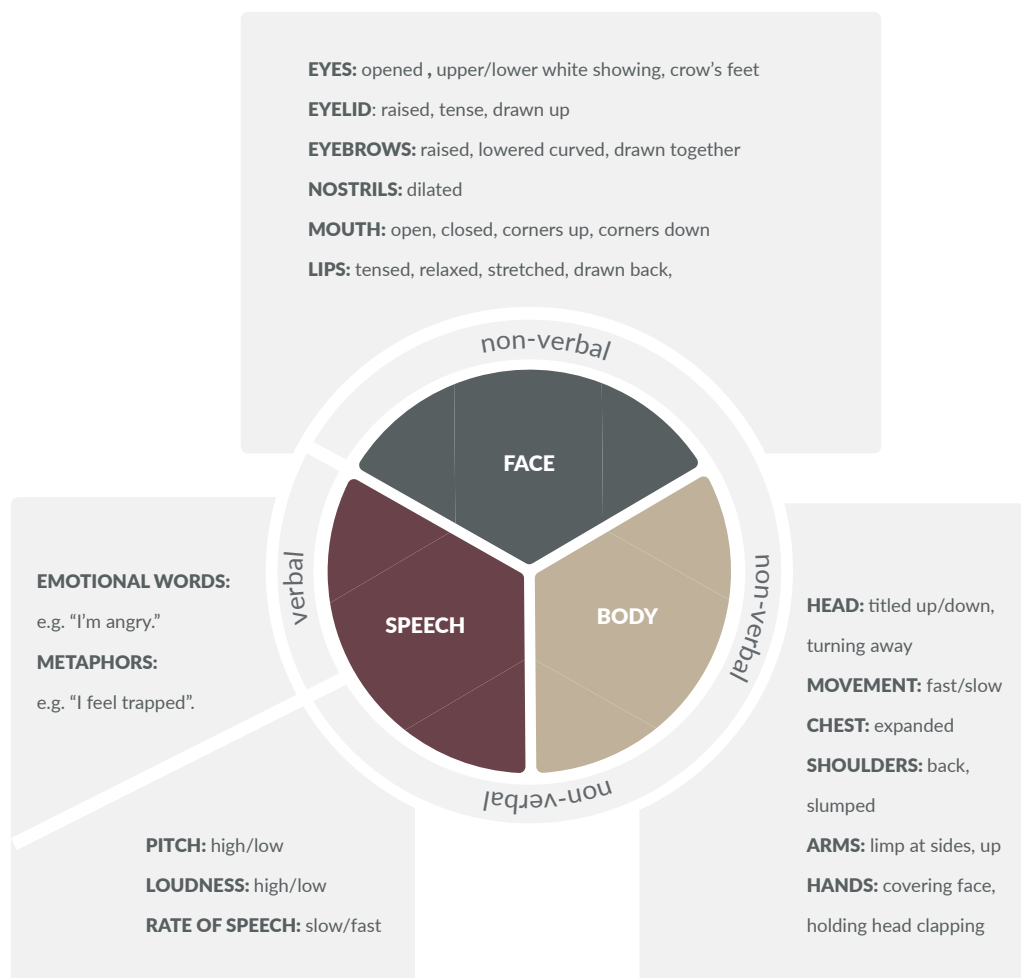 EYES: opened , upper/lower white showing, crow’s feet
EYELID: raised, tense, drawn up
EYEBROWS: raised, lowered curved, drawn together
NOSTRILS: dilated
MOUTH: open, closed, corners up, corners down
LIPS: tensed, relaxed, stretched, drawn back,
non-verbal
FACE
verbal
SPEECH
BODY
non-verbal
non-verbal
EMOTIONAL WORDS:
e.g. “I’m angry.”
METAPHORS:
e.g. “I feel trapped”.
PITCH: high/low
LOUDNESS: high/low
RATE OF SPEECH: slow/fast
HEAD: titled up/down,
turning away
MOVEMENT: fast/slow
CHEST: expanded
SHOULDERS: back,
slumped
ARMS: limp at sides, up
HANDS: covering face,
holding head clapping